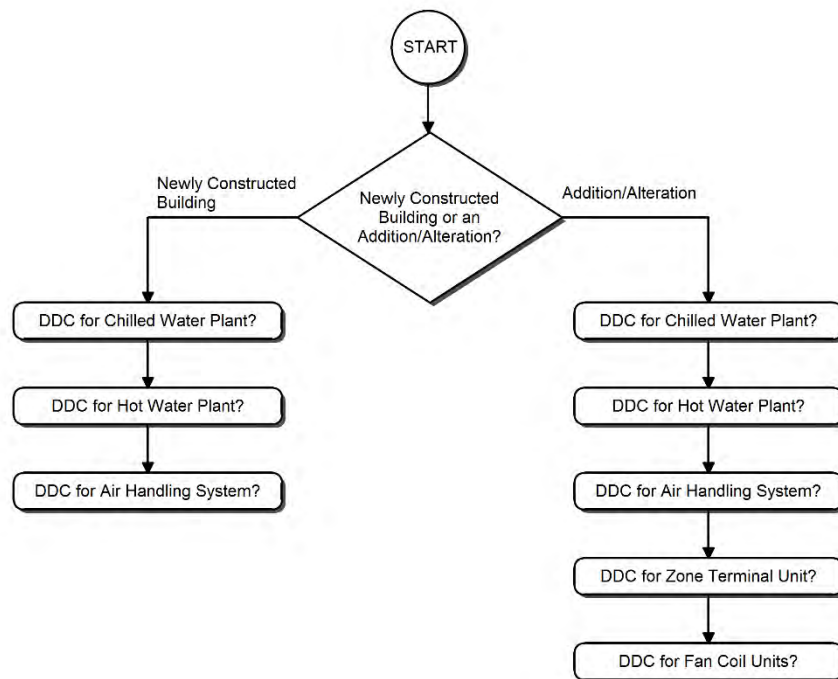 START
Newly Constructed
Building
Newly Constructed
Building or an
Addition/Alteration?
Addition/Alteration
DDC for Chilled Water Plant?
DDC for Hot Water Plant?
DDC for Air Handling System?
DDC for Chilled Water Plant?
DDC for Hot Water Plant?
DDC for Air Handling System?
DDC for Zone Terminal Unit?
DDC for Fan Coil Units?